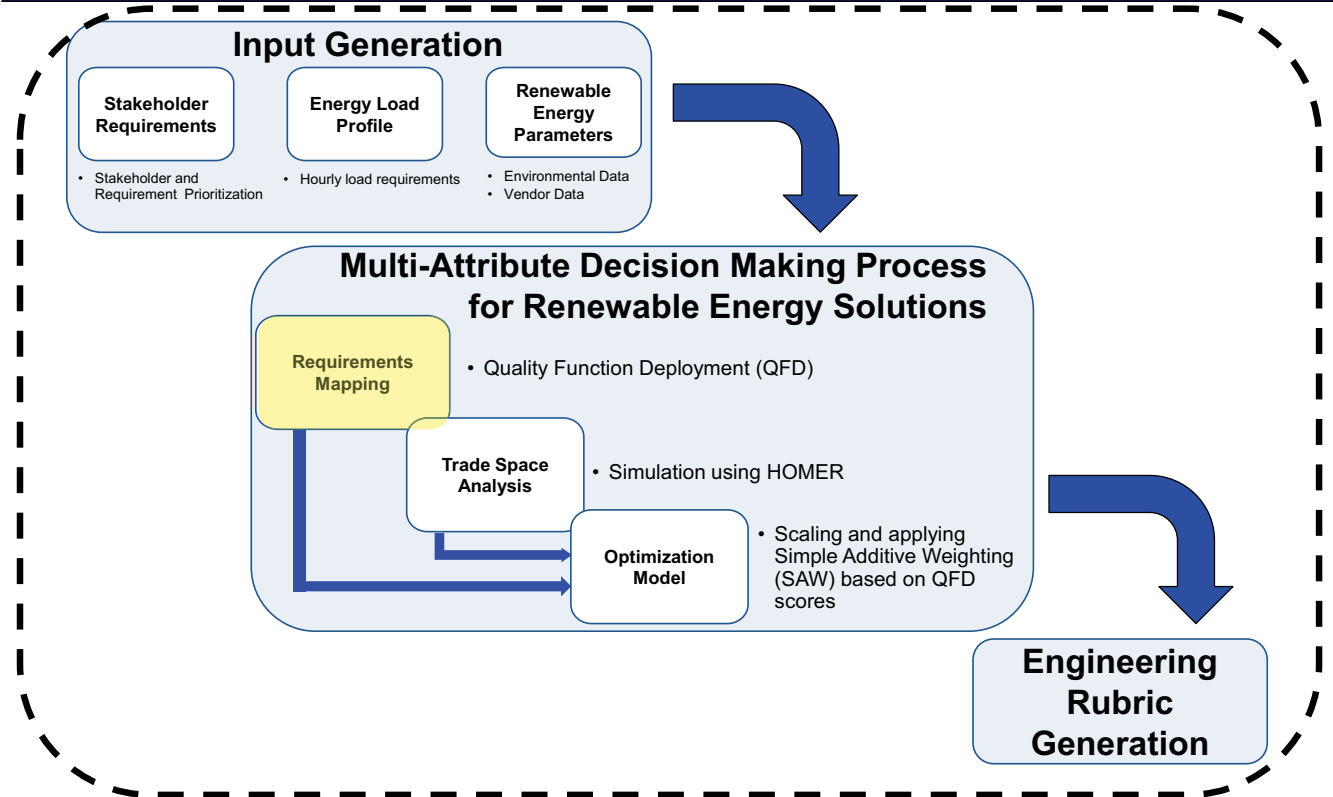 Input Generation
Stakeholder
Requirements
Energy Load
Profile
Renewable
Energy
Parameters
• Stakeholder and
Requirement Prioritization
• Hourly load requirements
• Environmental Data
• Vendor Data
Multi-Attribute Decision Making Process
for Renewable Energy Solutions
Requirements
Mapping
• Quality Function Deployment (QFD)
Trade Space
Analysis
• Simulation using HOMER
Optimization
Model
• Scaling and applying
Simple Additive Weighting
(SAW) based on QFD
scores
Engineering
Rubric
Generation